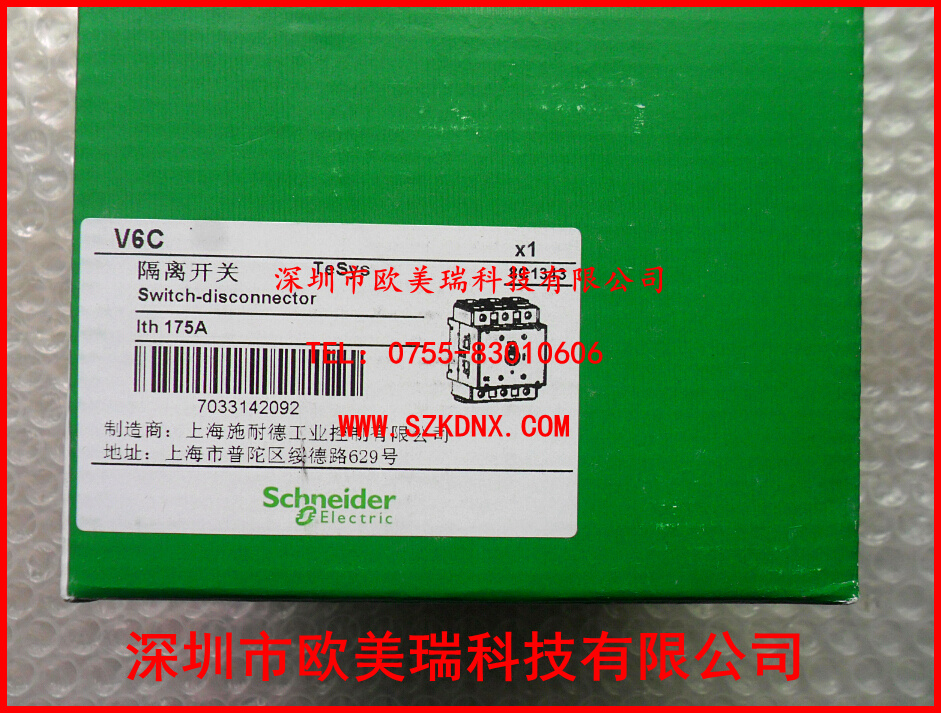 V6C
x1
隔离开关 TeSys
深圳市欧美瑞科技有限公司
Switch-disconnector
Ith 175A
TEL: 0755-83010606
7033142092
WWW.SZKDNX.COM
制造商：上海施耐德工业控制有限公司
地址：上海市普陀区绥德路629号
Schneider
Electric
深圳市欧美瑞科技有限公司